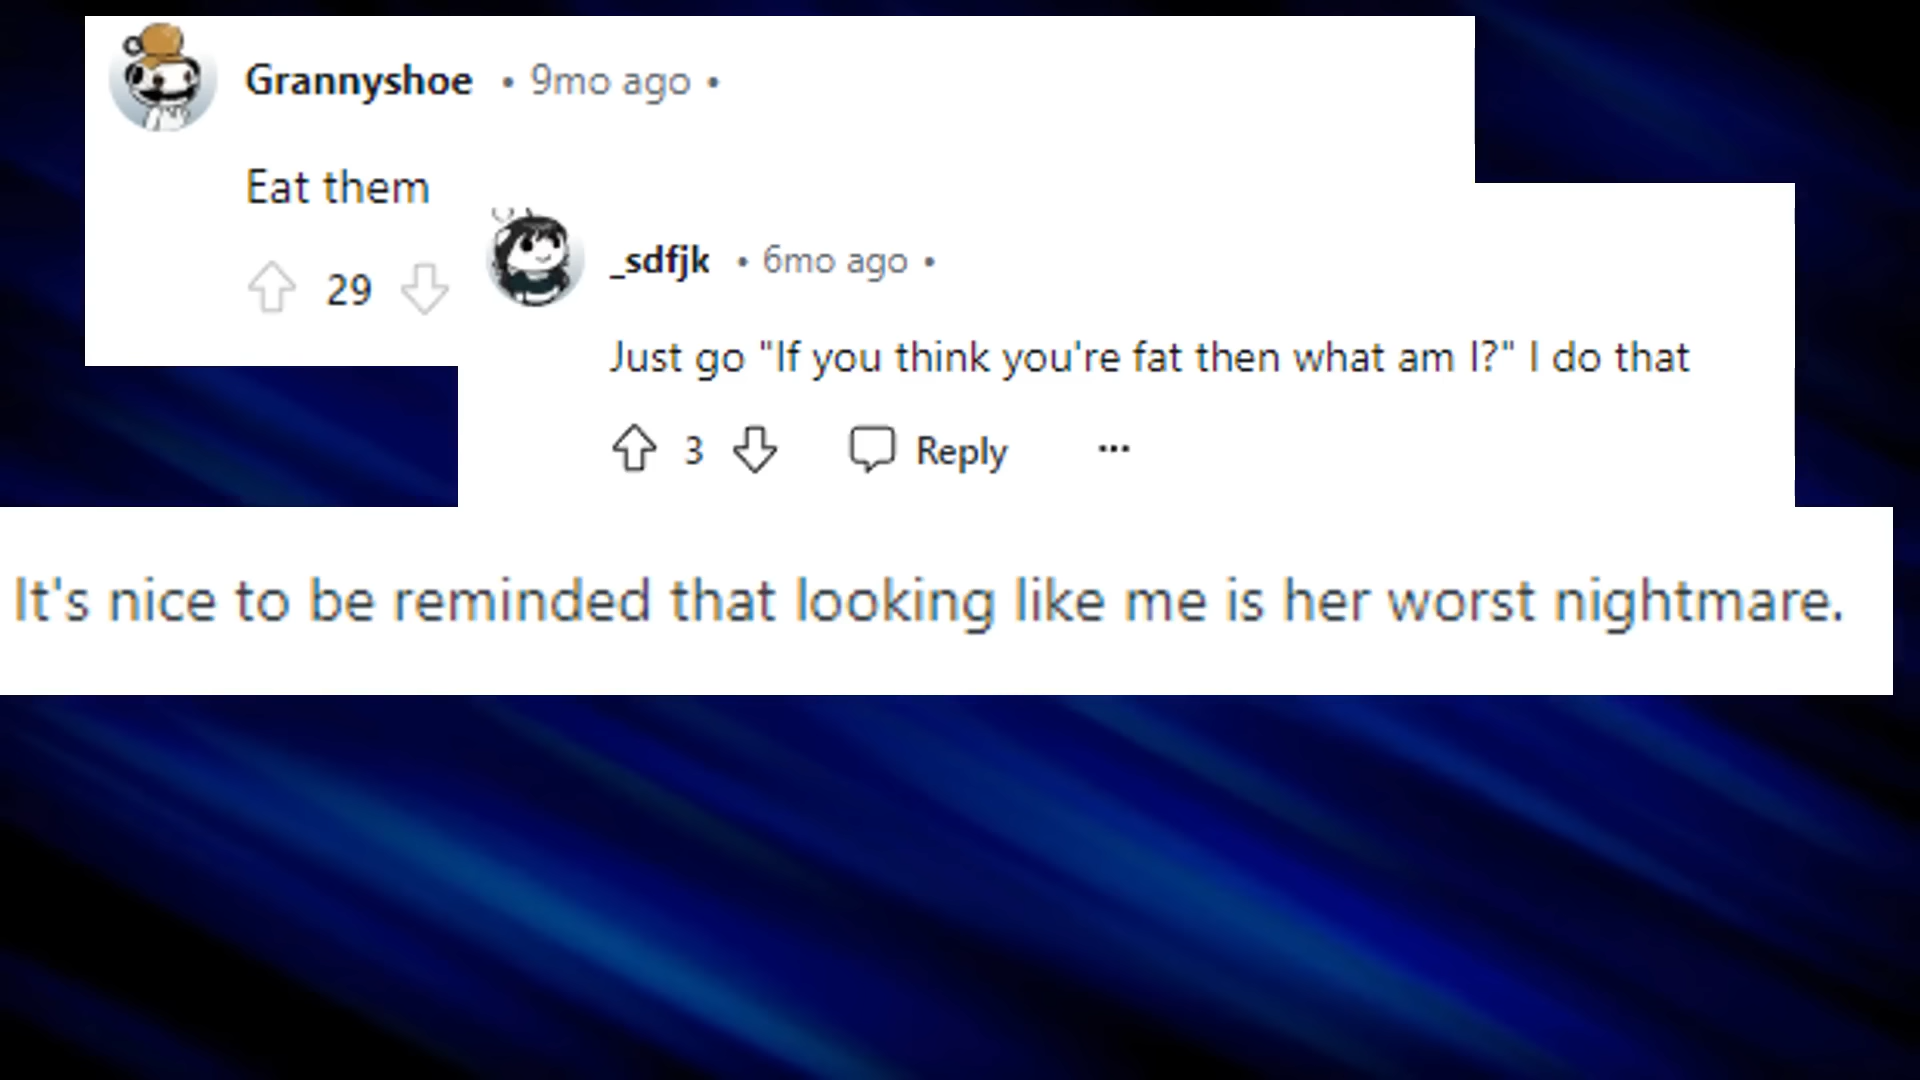 Grannyshoe • 9mo ago •
Eat them
29
_sdfjk • 6mo ago •
Just go "If you think you're fat then what am I?" I do that
3 Reply ...
It's nice to be reminded that looking like me is her worst nightmare.